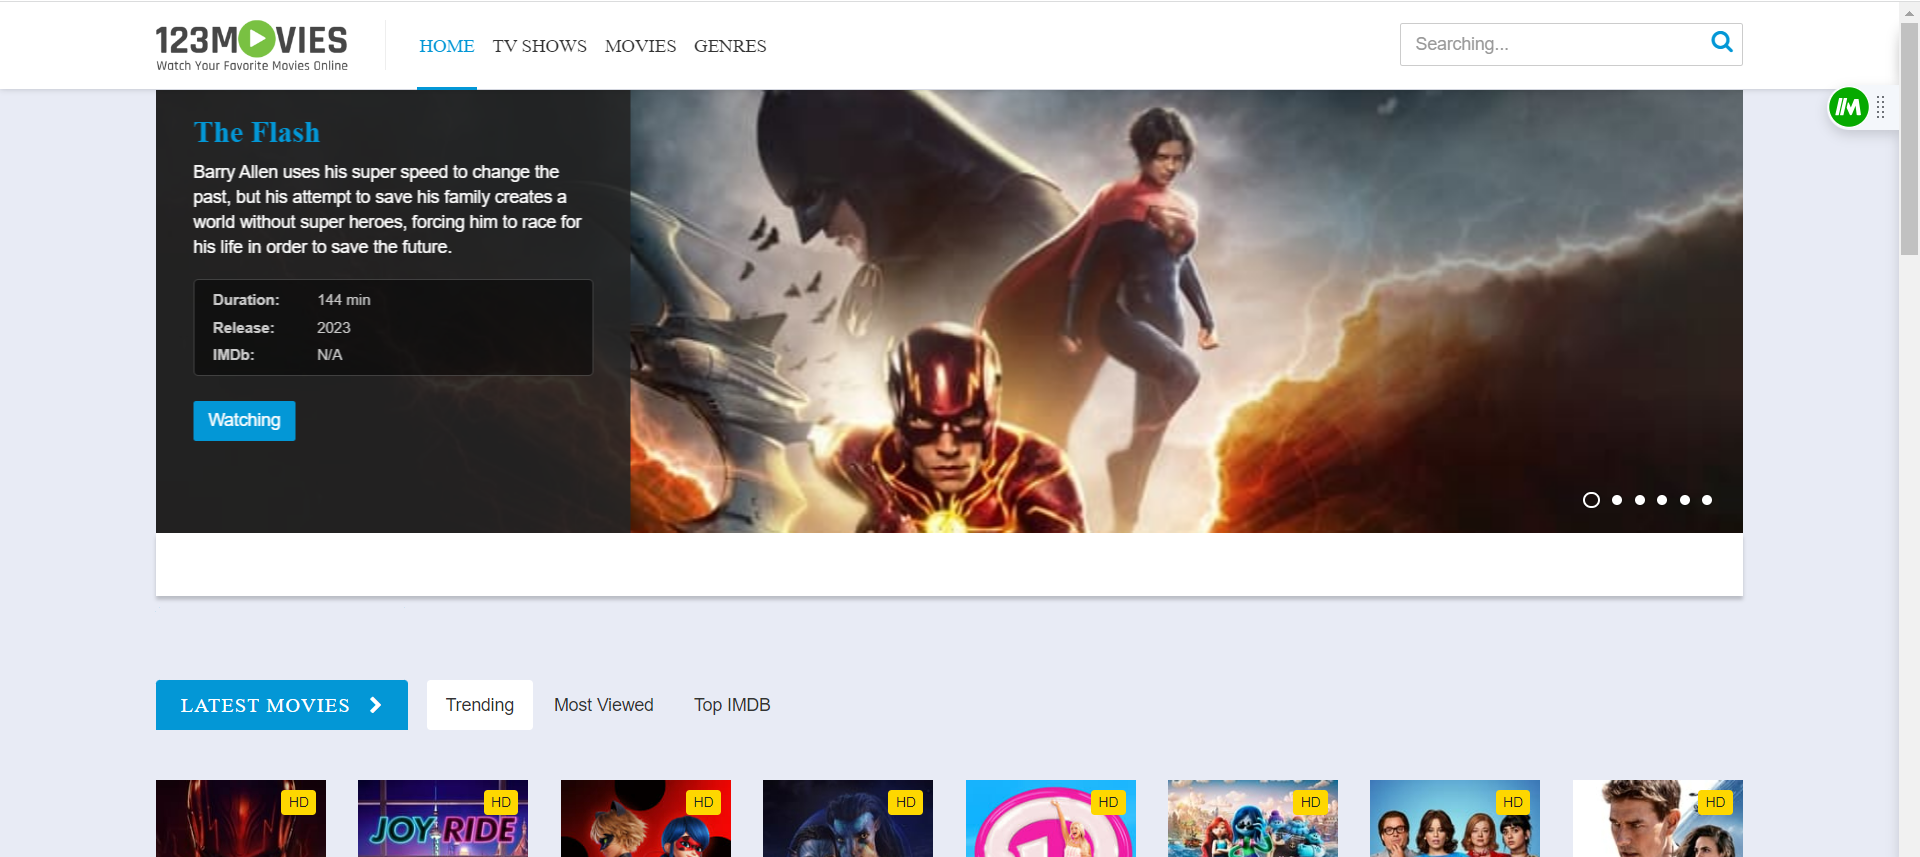 123MOVIES
Watch Your Favorite Movies Online
HOME TV SHOWS MOVIES GENRES
Searching...
The Flash
Barry Allen uses his super speed to change the
past, but his attempt to save his family creates a
world without super heroes, forcing him to race for
his life in order to save the future.
Duration: 144 min
Release: 2023
IMDb: N/A
Watching
LATEST MOVIES
Trending Most Viewed Top IMDB
HD HD HD HD HD HD HD HD
JOY RIDE